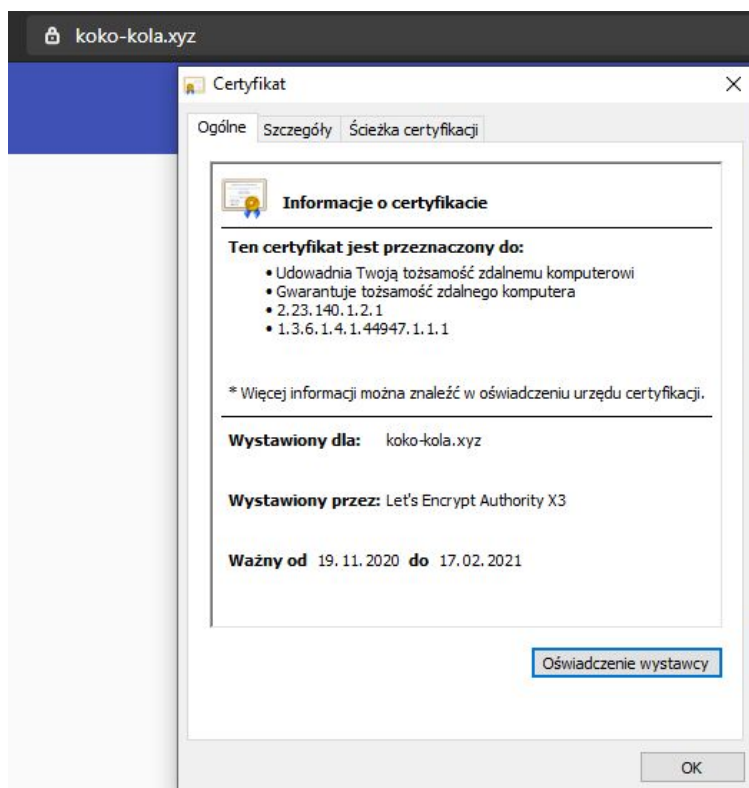 koko-kola.xyz
Certyfikat
Ogólne Szczegóły Ścieżka certyfikacji
Informacje o certyfikacie
Ten certyfikat jest przeznaczony do:
• Udowadnia Twoją tożsamość zdalnemu komputerowi
• Gwarantuje tożsamość zdalnego komputera
• 2.23.140.1.2.1
• 1.3.6.1.4.1.44947.1.1.1
* Więcej informacji można znaleźć w oświadczeniu urzędu certyfikacji.
Wystawiony dla: koko-kola.xyz
Wystawiony przez: Let's Encrypt Authority X3
Ważny od 19.11.2020 do 17.02.2021
Oświadczenie wystawcy
OK